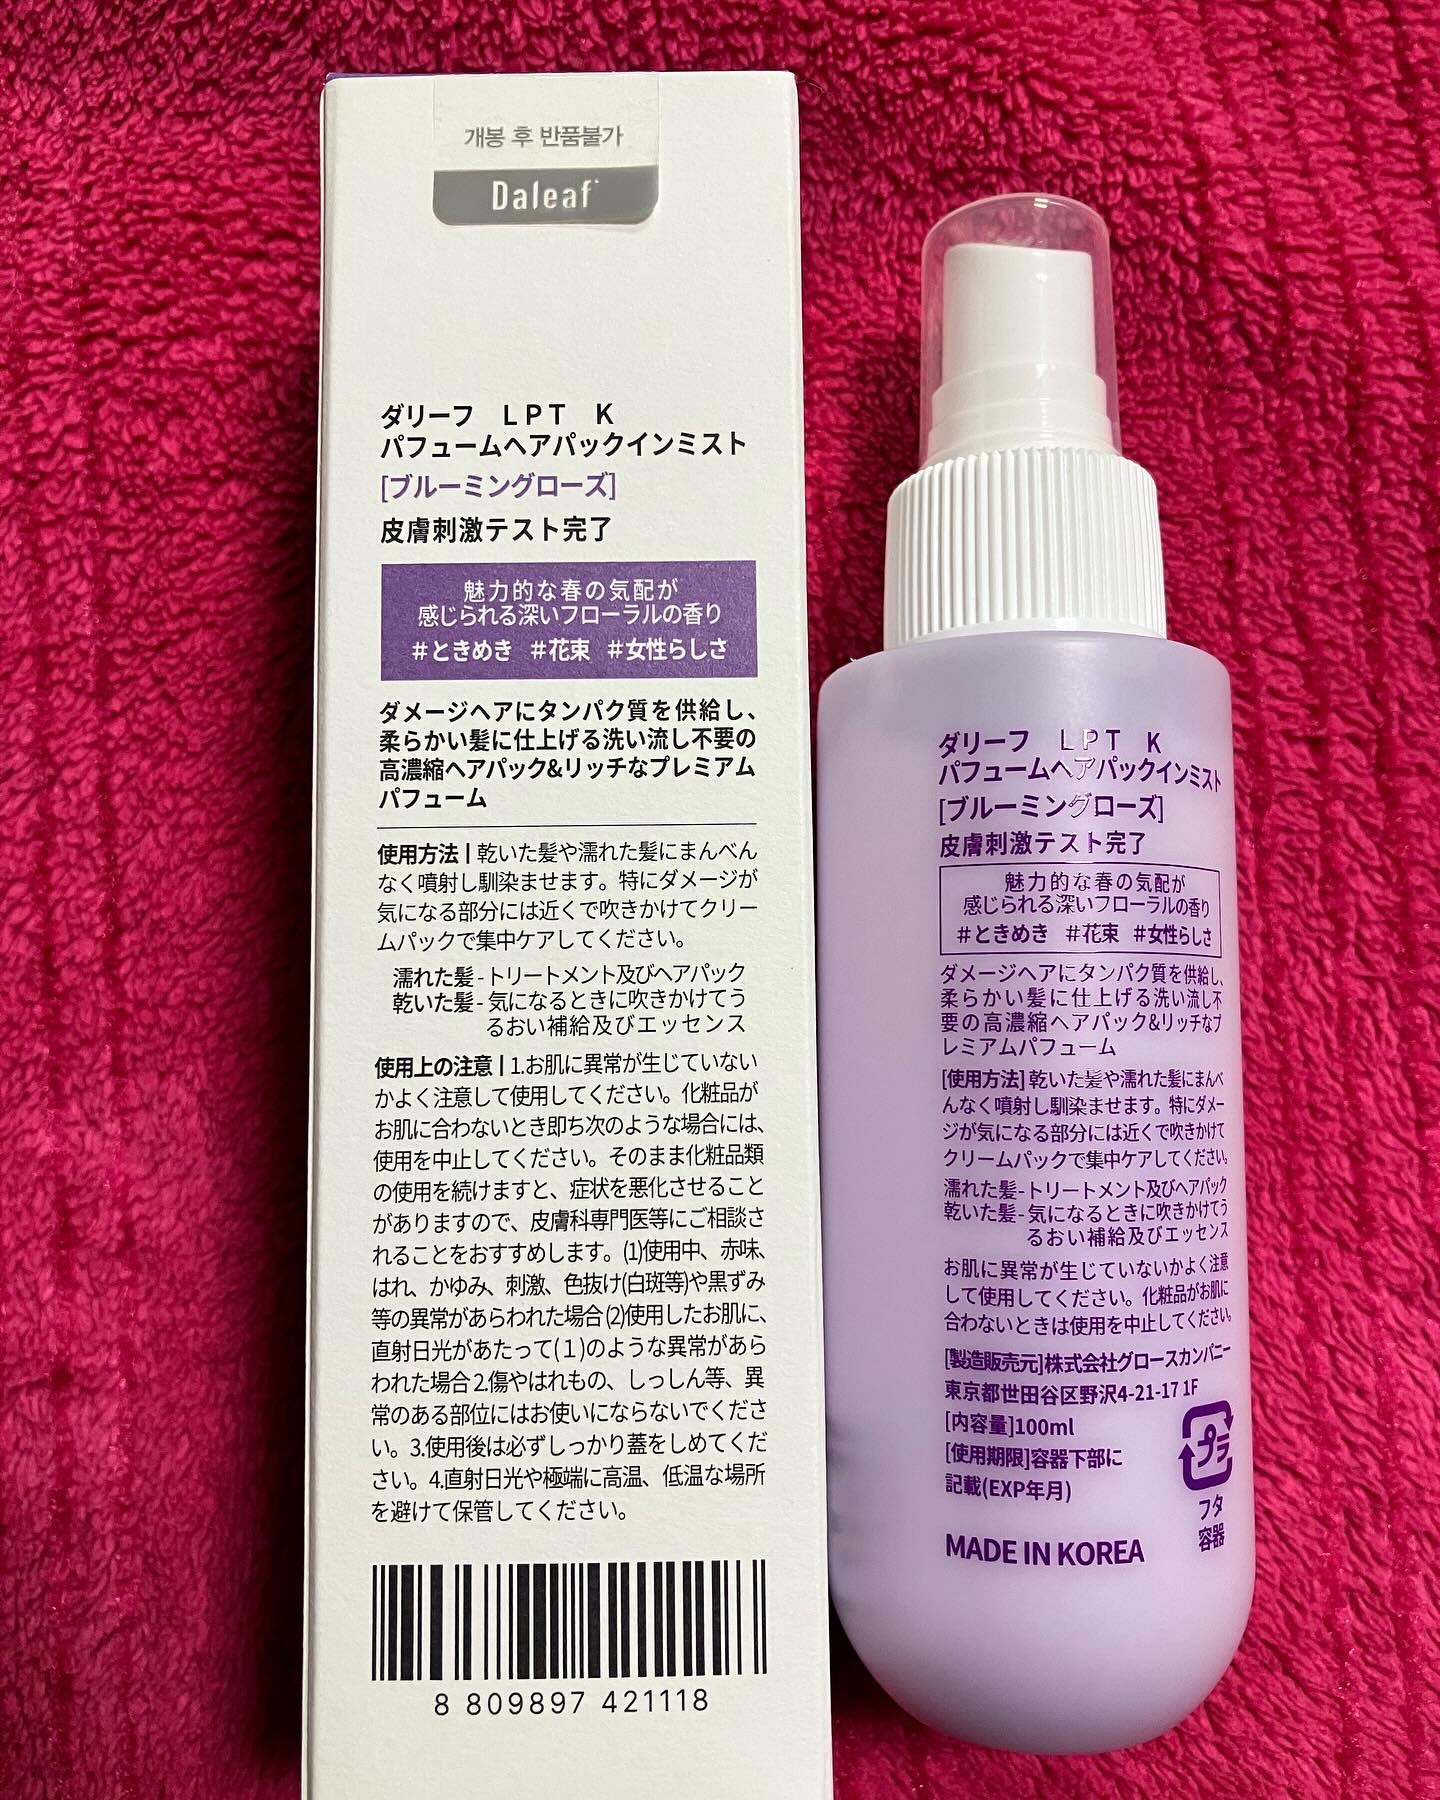 개봉 후 반품불가
Daleaf
ダリーフ LPT K
パフュームヘアパックインミスト
[ブルーミングローズ]
皮膚刺激テスト完了
魅力的な春の気配が
感じられる深いフローラルの香り
#ときめき #花束 #女性らしさ
ダメージヘアにタンパク質を供給し、
柔らかい髪に仕上げる洗い流し不要の
高濃縮ヘアパック&リッチなプレミアム
パフューム
使用方法 | 乾いた髪や濡れた髪にまんべん
なく噴射し馴染ませます。特にダメージが
気になる部分には近くで吹きかけてクリー
ムパックで集中ケアしてください。
濡れた髪 - トリートメント及びヘアパック
乾いた髪 - 気になるときに吹きかけてう
るおい補給及びエッセンス
使用上の注意 | 1.お肌に異常が生じていない
かよく注意して使用してください。化粧品が
お肌に合わないとき即ち次のような場合には、
使用を中止してください。そのまま化粧品類
の使用を続けますと、症状を悪化させること
がありますので、皮膚科専門医等にご相談さ
れることをおすすめします。(1)使用中、赤味、
はれ、かゆみ、刺激、色抜け(白斑等)や黒ずみ
等の異常があらわれた場合(2)使用したお肌に、
直射日光があたって(1)のような異常があら
われた場合 2.傷やはれもの、しっしん等、異
常のある部位にはお使いにならないでくださ
い。3.使用後は必ずしっかり蓋をしめてくだ
さい。4.直射日光や極端に高温、低温な場所
を避けて保管してください。
8 809897 421118
ダリーフ LPT K
パフュームヘアパックインミスト
[ブルーミングローズ]
皮膚刺激テスト完了
魅力的な春の気配が
感じられる深いフローラルの香り
#ときめき #花束 #女性らしさ
ダメージヘアにタンパク質を供給し、
柔らかい髪に仕上げる洗い流し不
要の高濃縮ヘアパック&リッチなプ
レミアムパフューム
[使用方法] 乾いた髪や濡れた髪にまんべ
んなく噴射し馴染ませます。特にダメー
ジが気になる部分には近くで吹きかけて
クリームパックで集中ケアしてください。
濡れた髪-トリートメント及びヘアパック
乾いた髪-気になるときに吹きかけてう
るおい補給及びエッセンス
お肌に異常が生じていないかよく注意
して使用してください。化粧品がお肌に
合わないときは使用を中止してください。
[製造販売元]株式会社グロースカンパニー
東京都世田谷区野沢4-21-17 1F
[内容量]100ml
[使用期限]容器下部に
記載(EXP年月)
プラ
フタ
容器
MADE IN KOREA